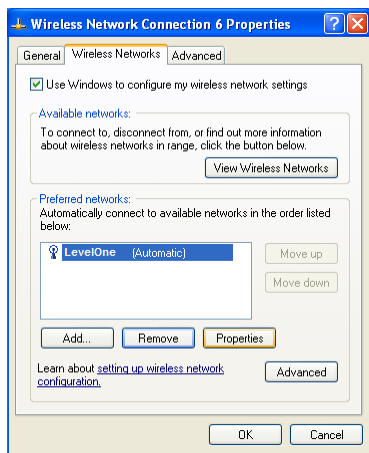 Wireless Network Connection 6 Properties
General Wireless Networks Advanced
Use Windows to configure my wireless network settings
Available networks:
To connect to, disconnect from, or find out more information
about wireless networks in range, click the button below.
View Wireless Networks
Preferred networks:
Automatically connect to available networks in the order listed
below:
LevelOne (Automatic)
Move up
Move down
Add... Remove Properties
Learn about setting up wireless network
configuration.
Advanced
OK Cancel